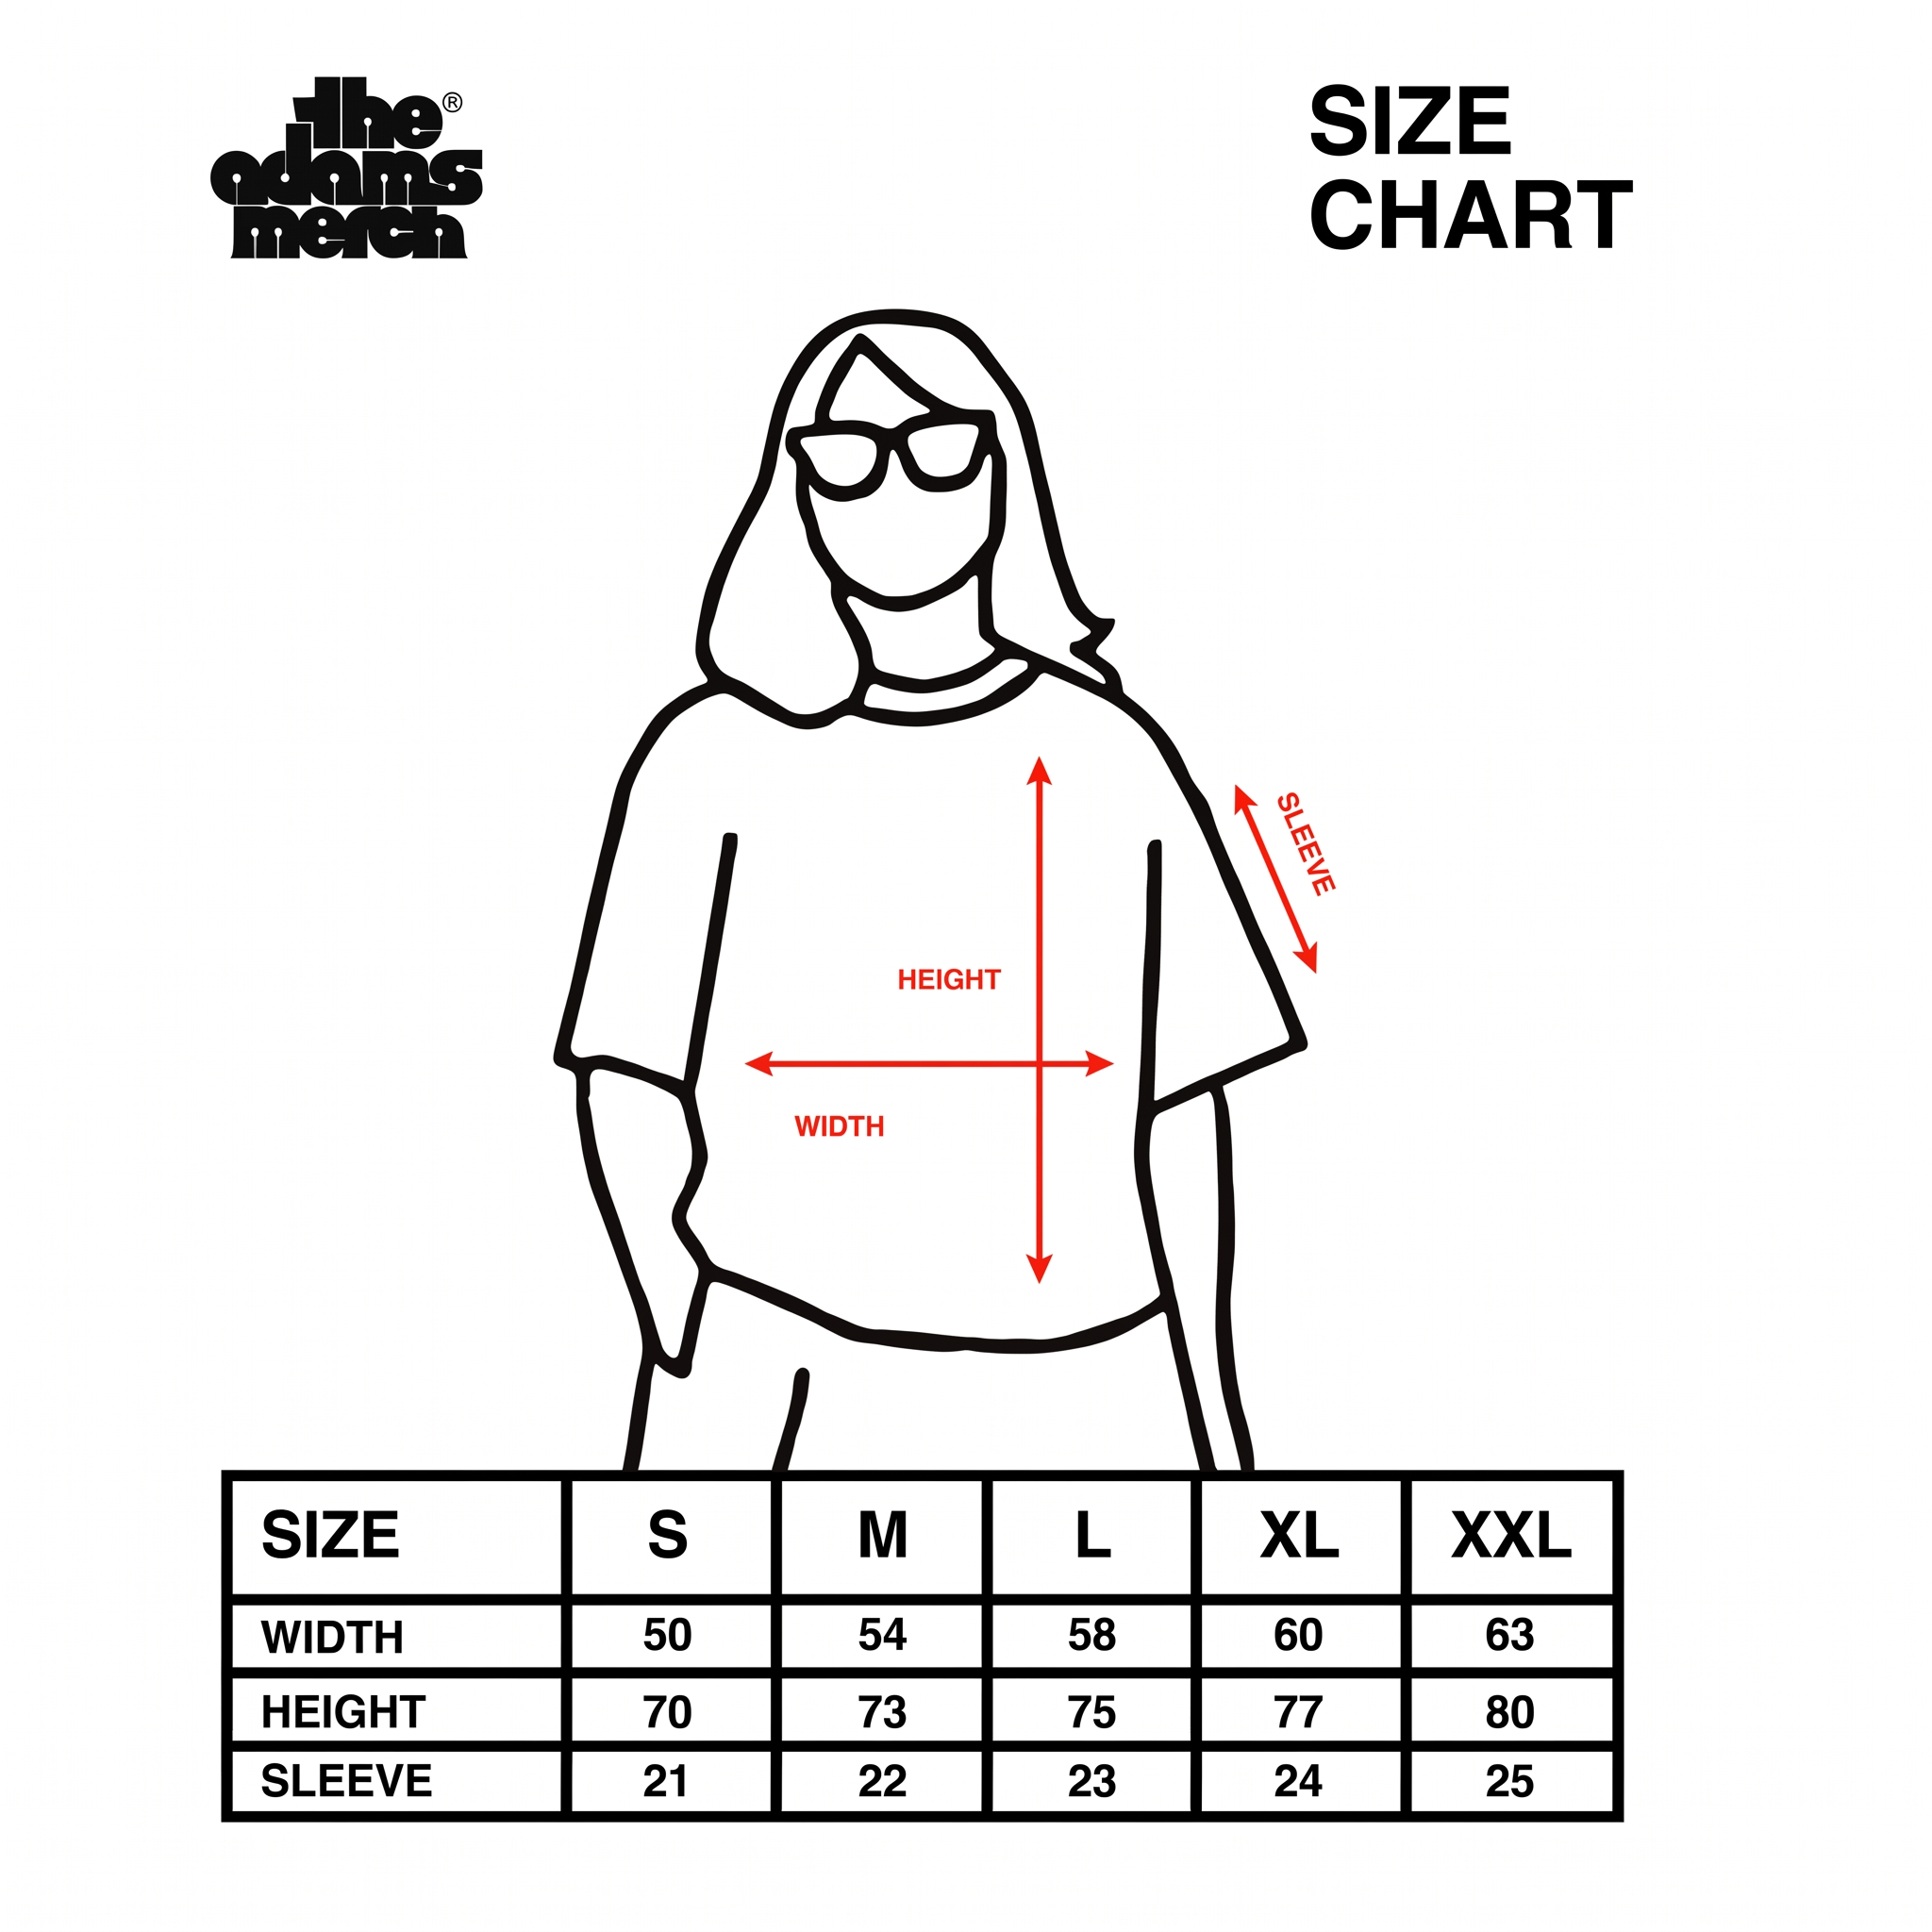 the ®
adams
merch
SIZE
CHART
SLEEVE
HEIGHT
WIDTH
SIZE S M L XL XXL
WIDTH 50 54 58 60 63
HEIGHT 70 73 75 77 80
SLEEVE 21 22 23 24 25